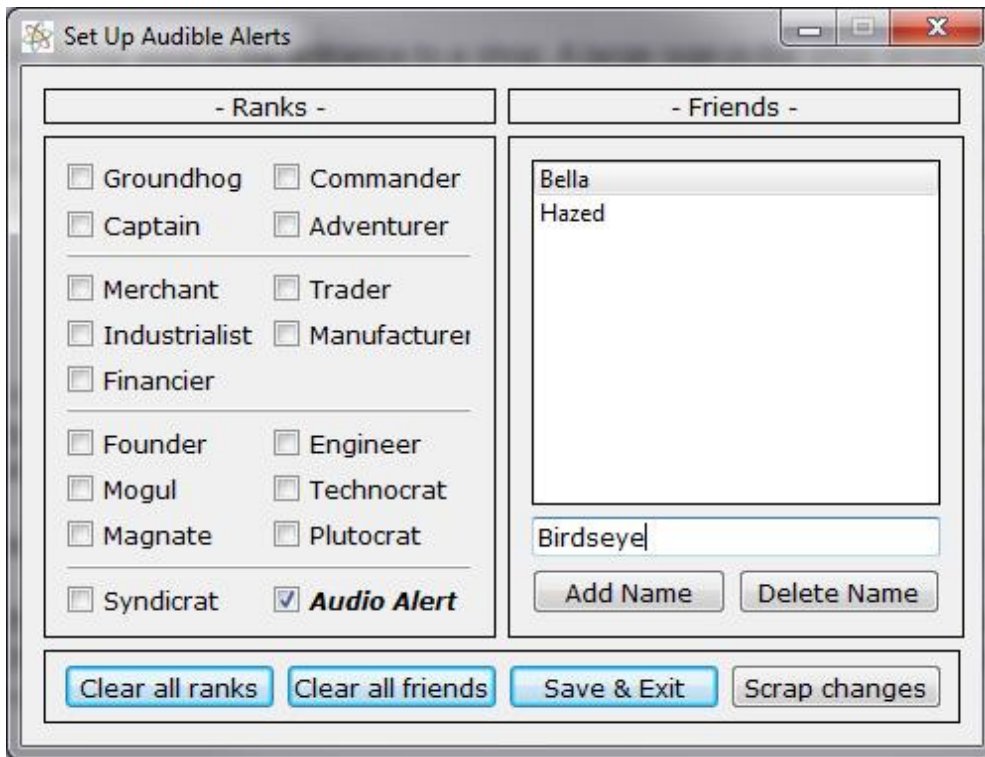 Set Up Audible Alerts
- Ranks -
Groundhog Commander
Captain Adventurer
Merchant Trader
Industrialist Manufacturer
Financier
Founder Engineer
Mogul Technocrat
Magnate Plutocrat
Syndicrat Audio Alert
- Friends -
Bella
Hazed
Birdseye
Add Name Delete Name
Clear all ranks Clear all friends Save & Exit Scrap changes